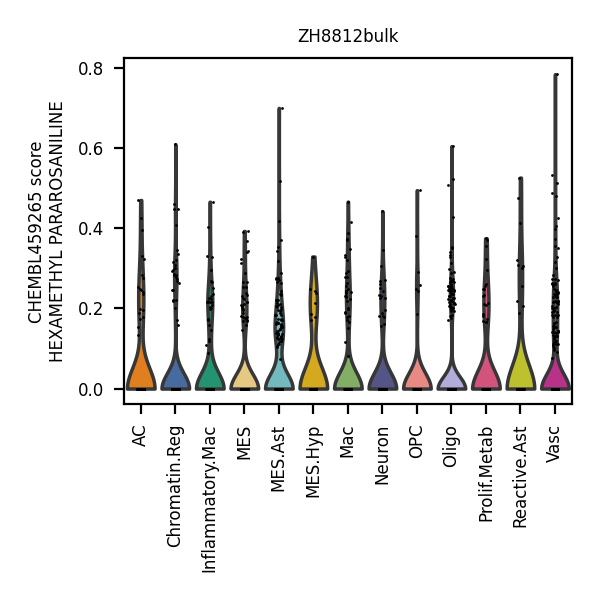 ZH8812bulk
CHEMBL459265 score
HEXAMETHYL PARAROSANILINE
0.8
0.6
0.4
0.2
0.0
AC
Chromatin.Reg
Inflammatory.Mac
MES
MES.Ast
MES.Hyp
Mac
Neuron
OPC
Oligo
Prolif.Metab
Reactive.Ast
Vasc